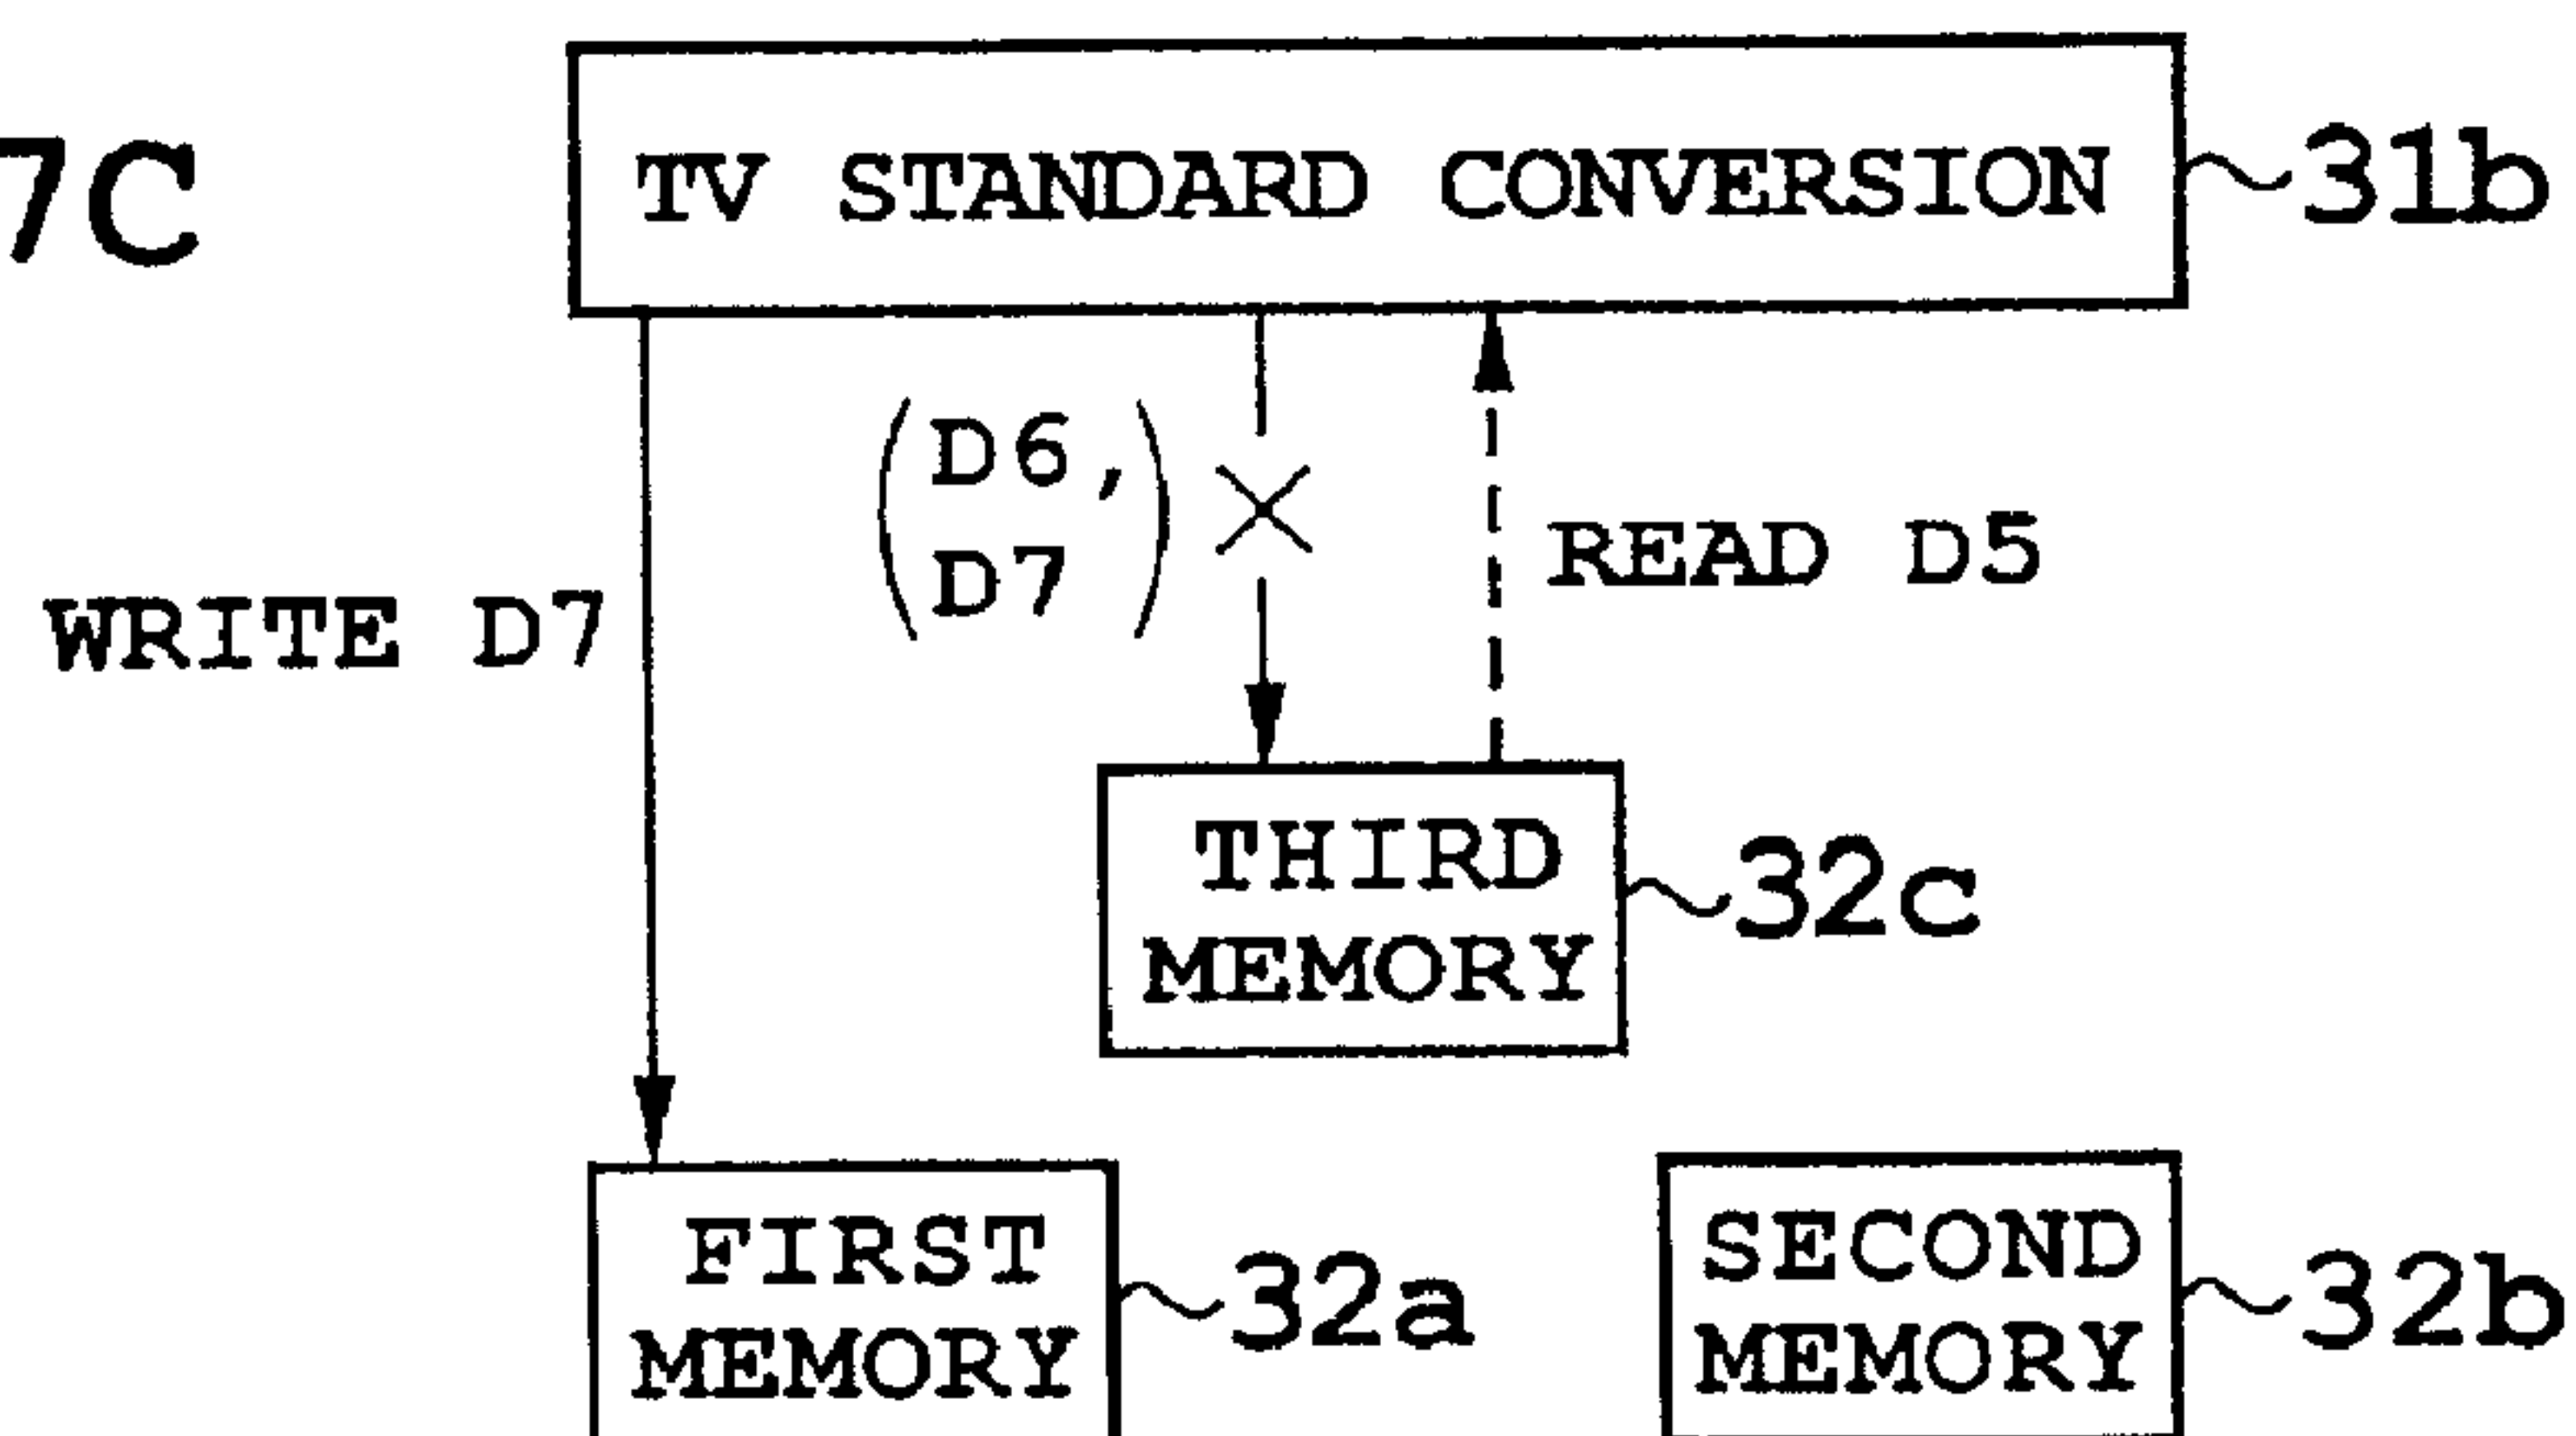 7C
TV STANDARD CONVERSION
31b
(D6,
D7)
READ D5
WRITE D7
THIRD
MEMORY
32c
FIRST
MEMORY
32a
SECOND
MEMORY
32b